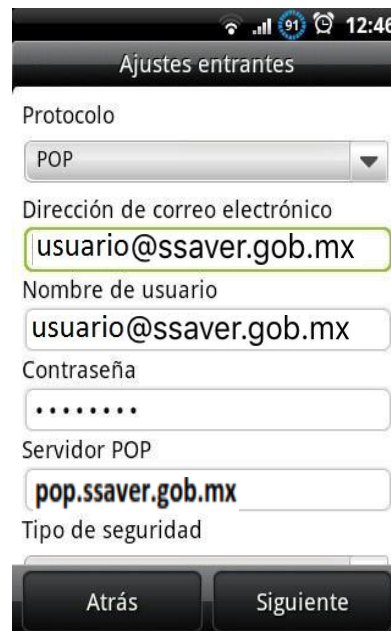 91 12:46
Ajustes entrantes
Protocolo
POP
Dirección de correo electrónico
usuario@ssaver.gob.mx
Nombre de usuario
usuario@ssaver.gob.mx
Contraseña
••••••••
Servidor POP
pop.ssaver.gob.mx
Tipo de seguridad
Atrás Siguiente